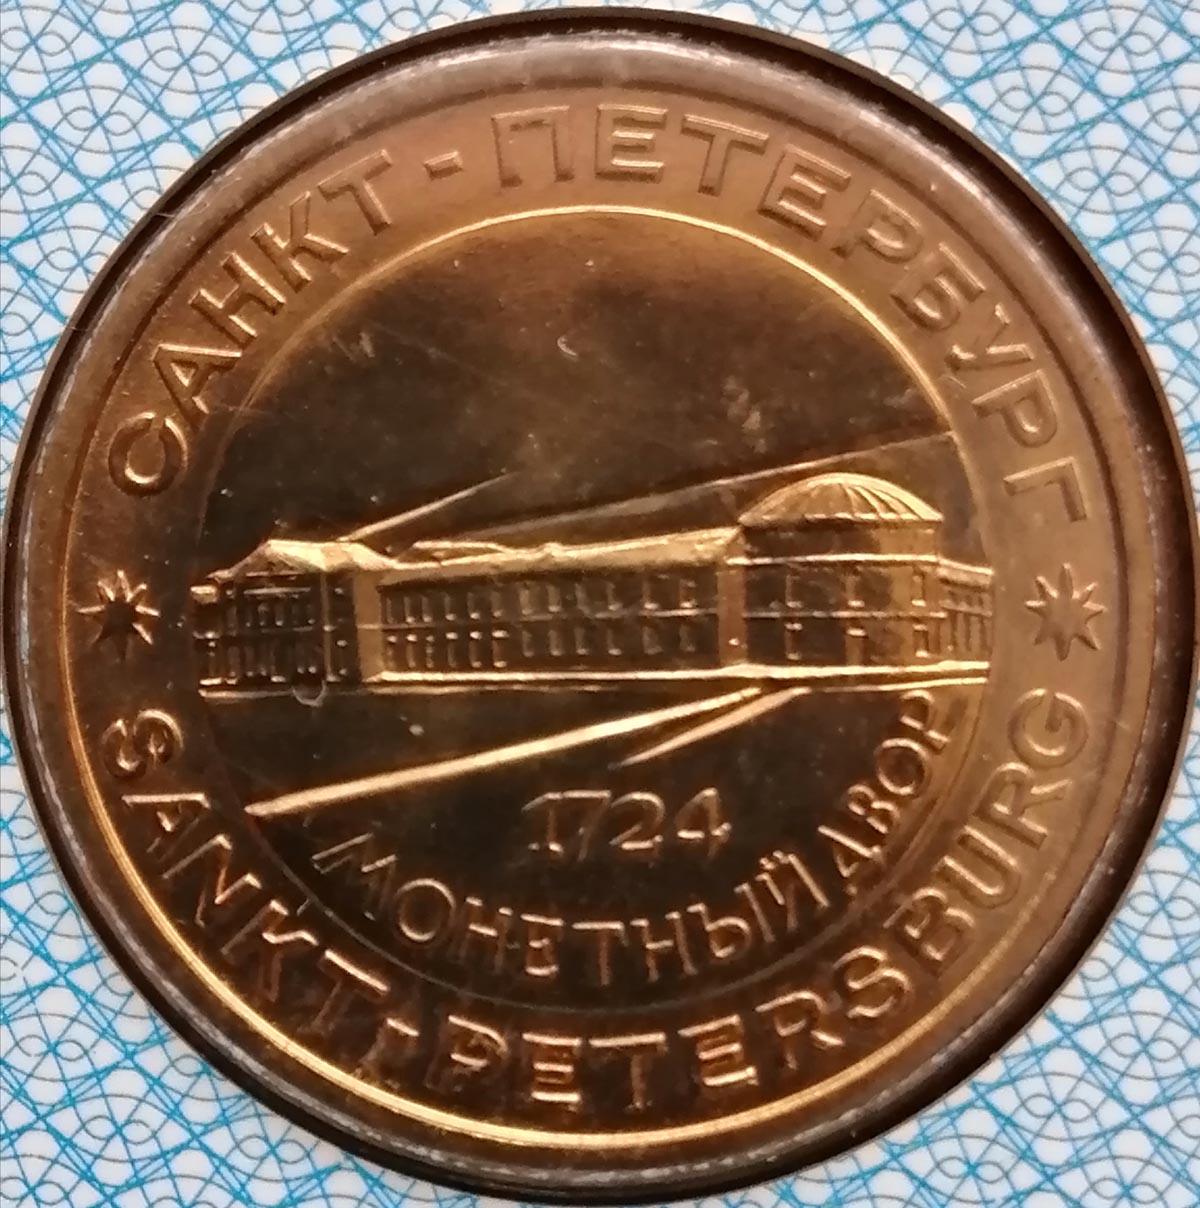 САНКТ-ПЕТЕРБУРГ
1724
МОНЕТНЫЙ ДВОР
SANKT-PETERSBURG